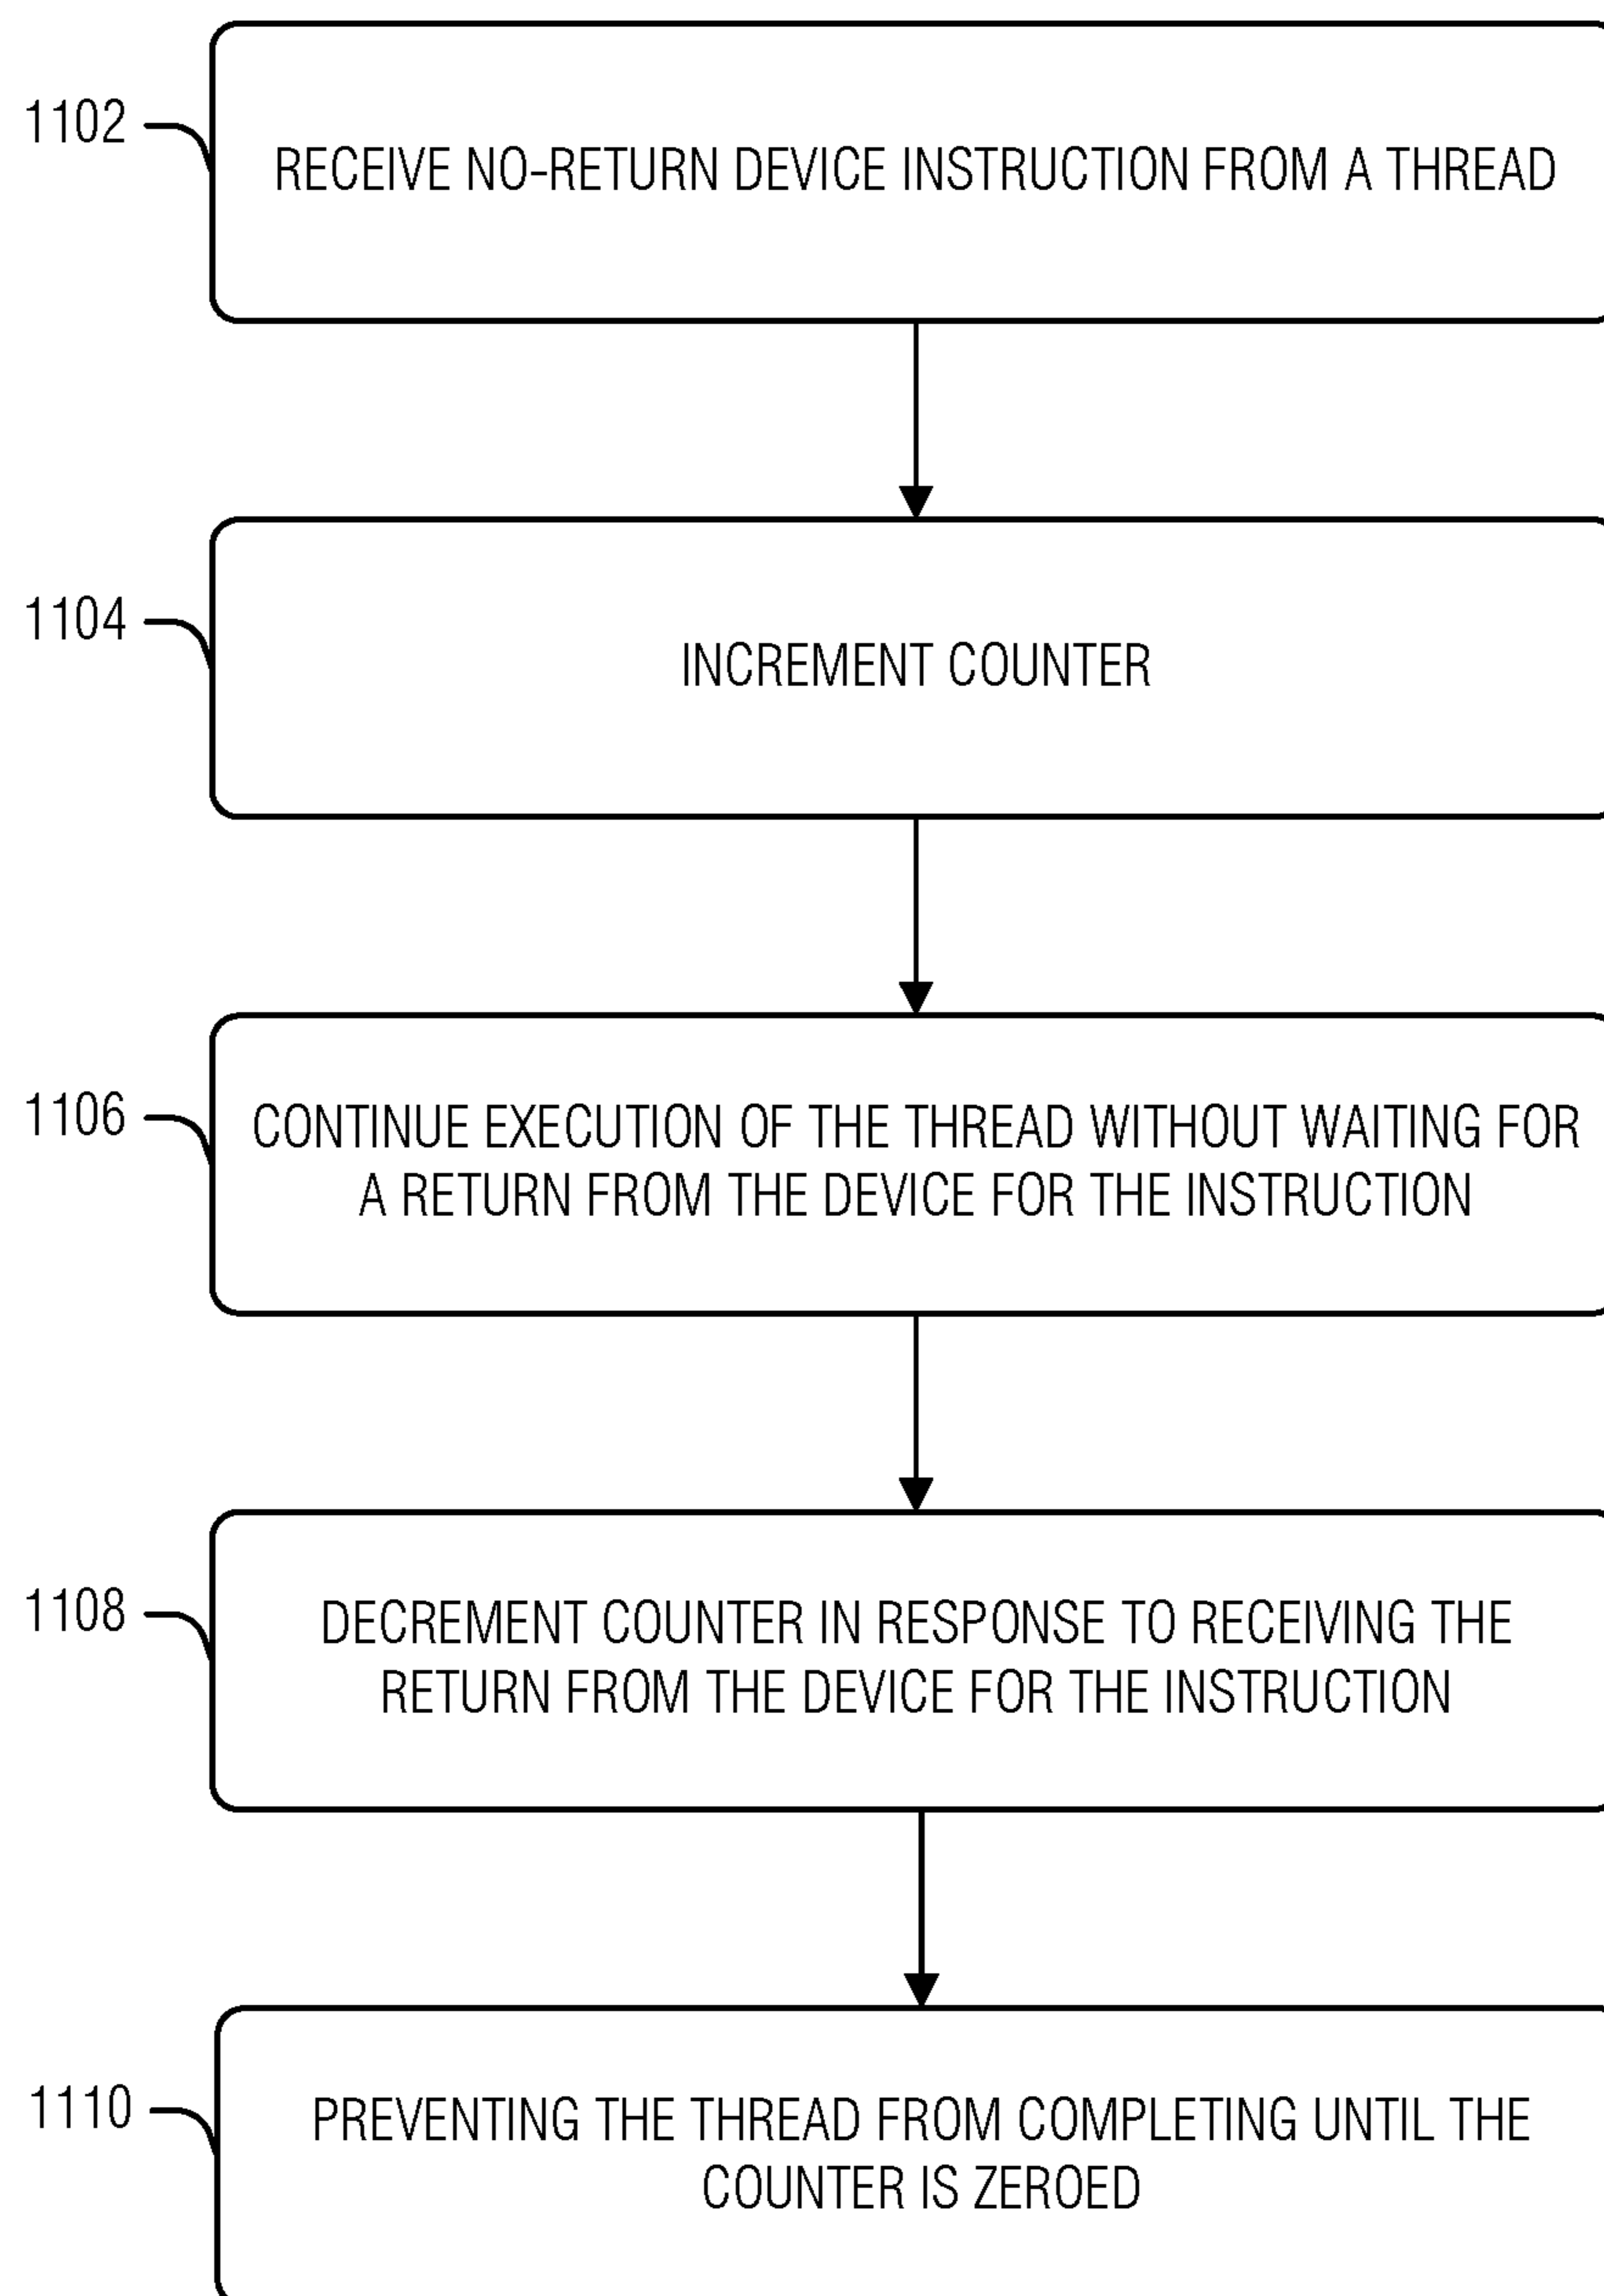 1102
RECEIVE NO-RETURN DEVICE INSTRUCTION FROM A THREAD
1104
INCREMENT COUNTER
1106
CONTINUE EXECUTION OF THE THREAD WITHOUT WAITING FOR
A RETURN FROM THE DEVICE FOR THE INSTRUCTION
1108
DECREMENT COUNTER IN RESPONSE TO RECEIVING THE
RETURN FROM THE DEVICE FOR THE INSTRUCTION
1110
PREVENTING THE THREAD FROM COMPLETING UNTIL THE
COUNTER IS ZEROED